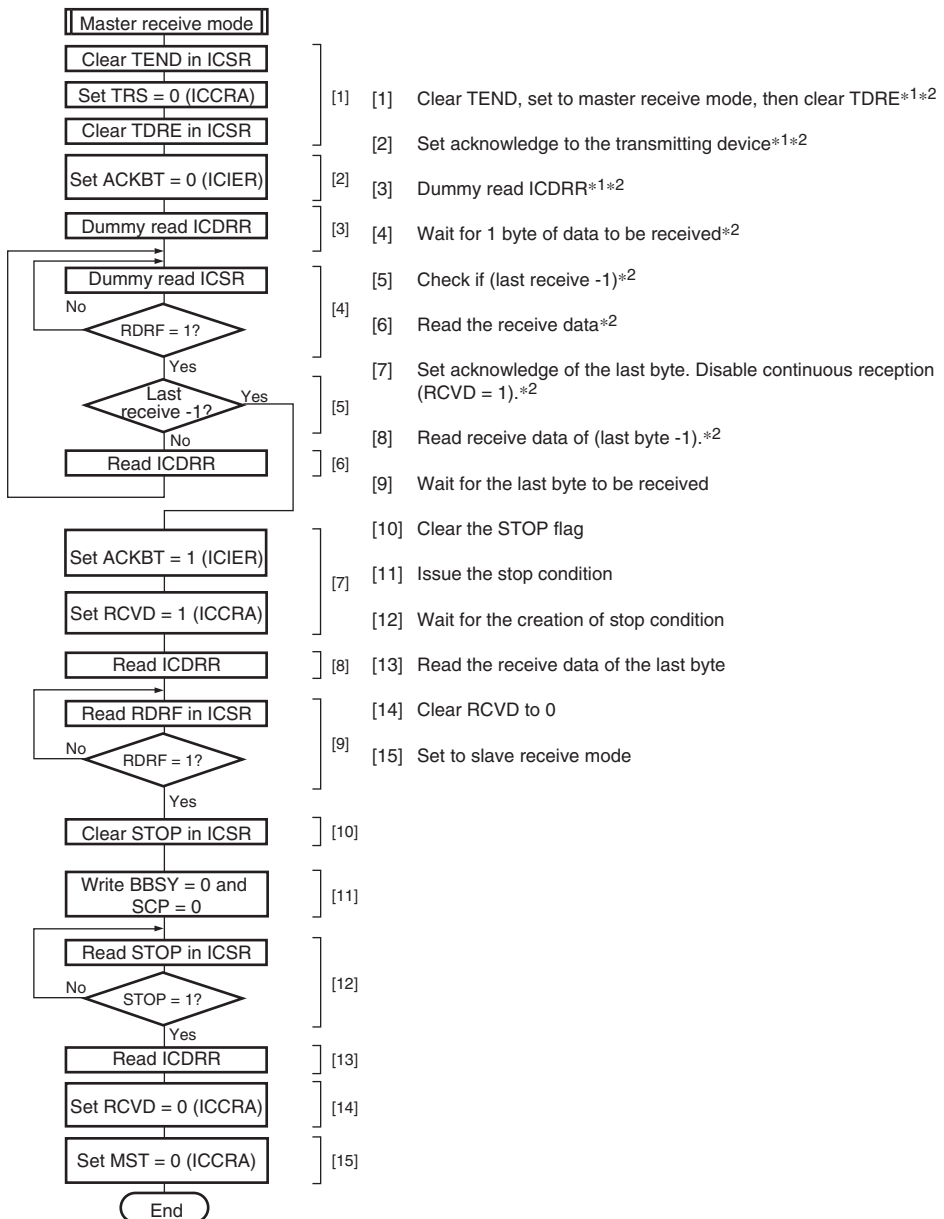 Master receive mode
Clear TEND in ICSR
Set TRS = 0 (ICCRA)
Clear TDRE in ICSR
[1]
Set ACKBT = 0 (ICIER)
[2]
Dummy read ICDRR
[3]
Dummy read ICSR
No
RDRF = 1?
[4]
Yes
Last
receive -1?
Yes
[5]
No
Read ICDRR
[6]
Set ACKBT = 1 (ICIER)
Set RCVD = 1 (ICCRA)
[7]
Read ICDRR
[8]
Read RDRF in ICSR
No
RDRF = 1?
[9]
Yes
Clear STOP in ICSR
[10]
Write BBSY = 0 and
SCP = 0
[11]
Read STOP in ICSR
No
STOP = 1?
[12]
Yes
Read ICDRR
[13]
Set RCVD = 0 (ICCRA)
[14]
Set MST = 0 (ICCRA)
[15]
End
[1] Clear TEND, set to master receive mode, then clear TDRE*1*2
[2] Set acknowledge to the transmitting device*1*2
[3] Dummy read ICDRR*1*2
[4] Wait for 1 byte of data to be received*2
[5] Check if (last receive -1)*2
[6] Read the receive data*2
[7] Set acknowledge of the last byte. Disable continuous reception
(RCVD = 1).*2
[8] Read receive data of (last byte -1).*2
[9] Wait for the last byte to be received
[10] Clear the STOP flag
[11] Issue the stop condition
[12] Wait for the creation of stop condition
[13] Read the receive data of the last byte
[14] Clear RCVD to 0
[15] Set to slave receive mode